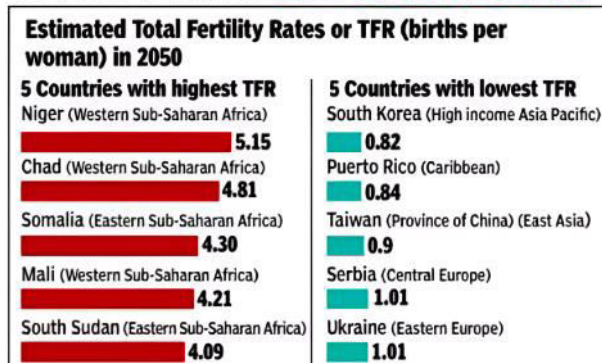 Estimated Total Fertility Rates or TFR (births per
woman) in 2050
5 Countries with highest TFR
Niger (Western Sub-Saharan Africa)
5.15
Chad (Western Sub-Saharan Africa)
4.81
Somalia (Eastern Sub-Saharan Africa)
4.30
Mali (Western Sub-Saharan Africa)
4.21
South Sudan (Eastern Sub-Saharan Africa)
4.09
5 Countries with lowest TFR
South Korea (High income Asia Pacific)
0.82
Puerto Rico (Caribbean)
0.84
Taiwan (Province of China) (East Asia)
0.9
Serbia (Central Europe)
1.01
Ukraine (Eastern Europe)
1.01